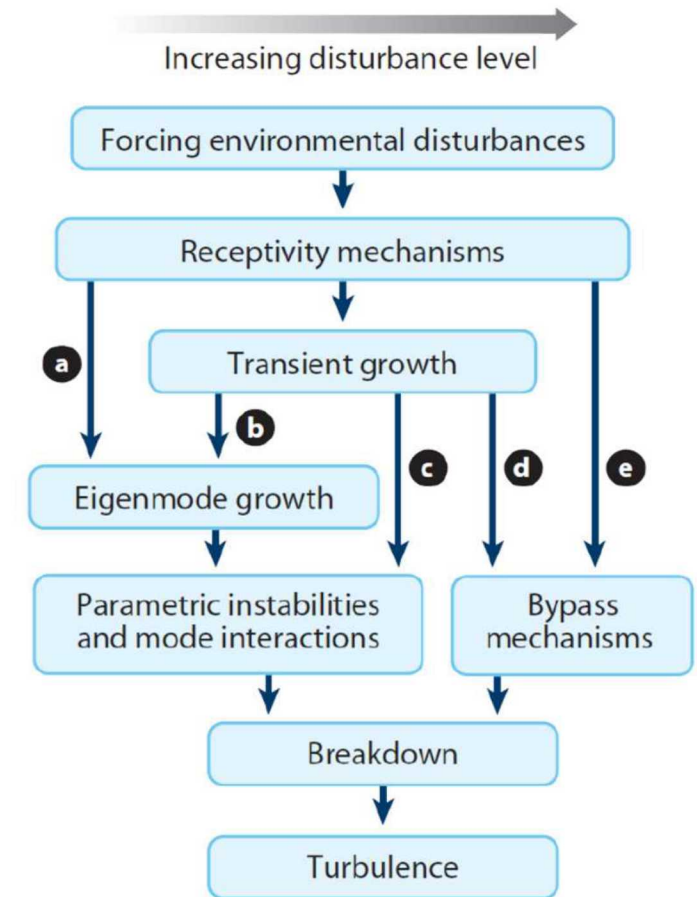 Increasing disturbance level
Forcing environmental disturbances
Receptivity mechanisms
a
Transient growth
b
c
d
e
Eigenmode growth
Parametric instabilities
and mode interactions
Bypass
mechanisms
Breakdown
Turbulence